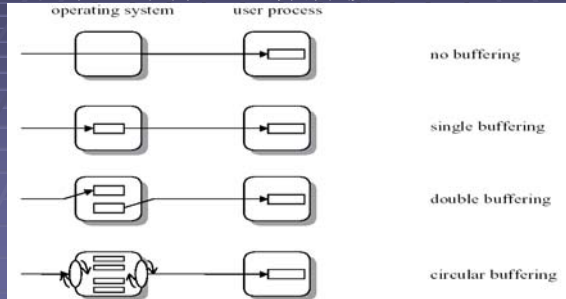 operating system user process
no buffering
single buffering
double buffering
circular buffering